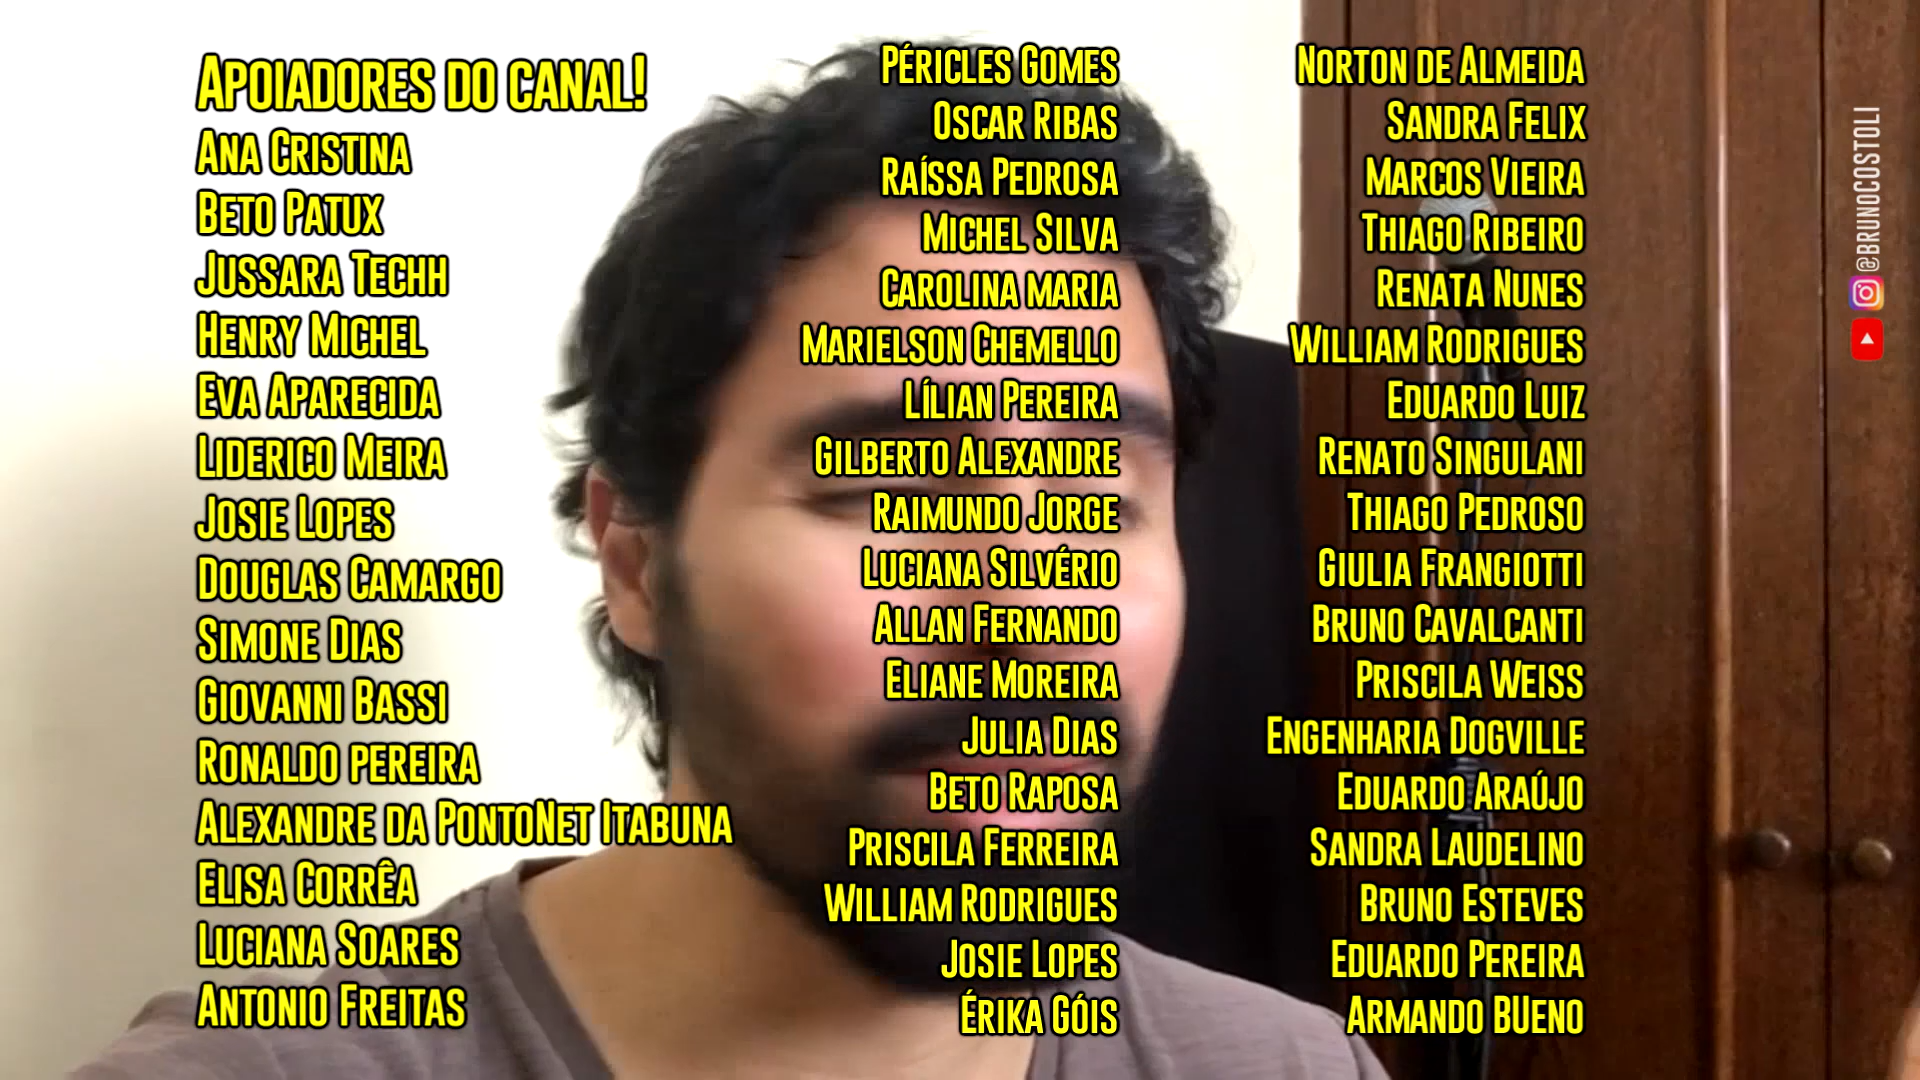 Apoiadores do canal!
Ana Cristina
Beto Patux
Jussara Techh
Henry Michel
Eva Aparecida
Liderico Meira
Josie Lopes
Douglas Camargo
Simone Dias
Giovanni Bassi
Ronaldo pereira
Alexandre da PontoNet Itabuna
Elisa Corrêa
Luciana Soares
Antonio Freitas
Péricles Gomes
Oscar Ribas
Raíssa Pedrosa
Michel Silva
Carolina maria
Marielson Chemello
Lílian Pereira
Gilberto Alexandre
Raimundo Jorge
Luciana Silvério
Allan Fernando
Eliane Moreira
Julia Dias
Beto Raposa
Priscila Ferreira
William Rodrigues
Josie Lopes
Érika Góis
Norton de Almeida
Sandra Felix
Marcos Vieira
Thiago Ribeiro
Renata Nunes
William Rodrigues
Eduardo Luiz
Renato Singulani
Thiago Pedroso
Giulia Frangiotti
Bruno Cavalcanti
Priscila Weiss
Engenharia Dogville
Eduardo Araújo
Sandra Laudelino
Bruno Esteves
Eduardo Pereira
Armando BUeno
@BRUNOCOSTOLI